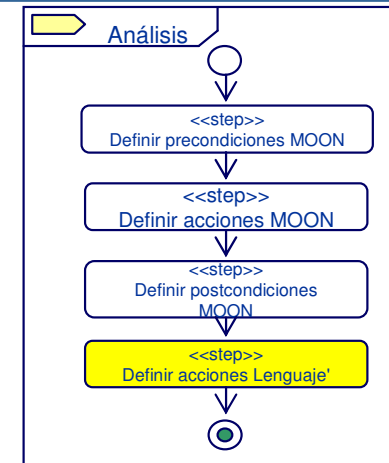 Análisis
<<step>>
Definir precondiciones MOON
<<step>>
Definir acciones MOON
<<step>>
Definir postcondiciones
MOON
<<step>>
Definir acciones Lenguaje'